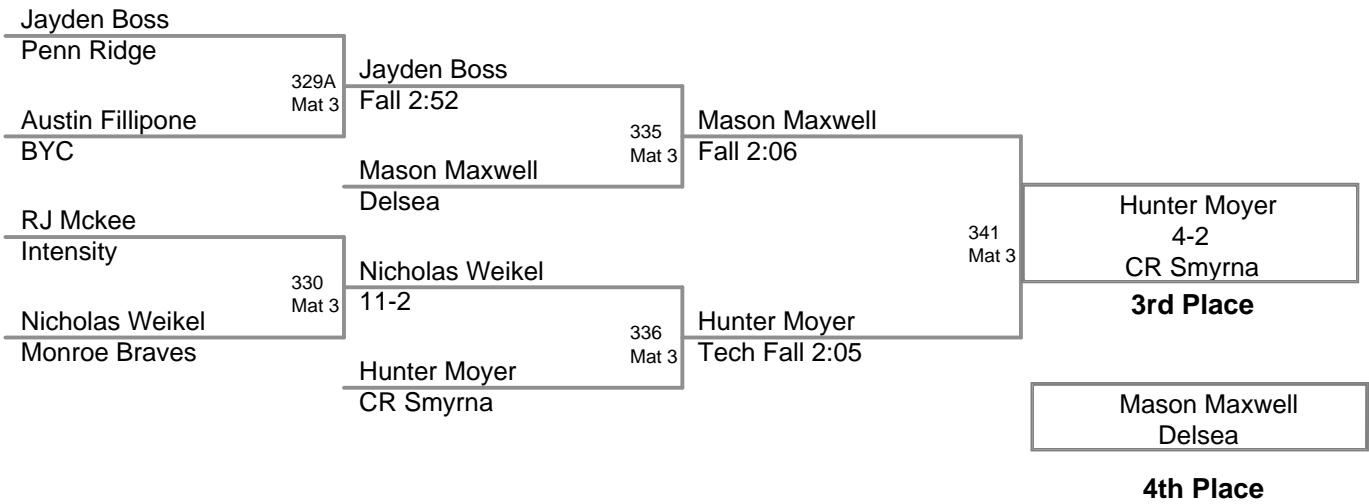 Jayden Boss
Penn Ridge
329A
Mat 3
Jayden Boss
Fall 2:52
Austin Fillipone
BYC
335
Mat 3
Mason Maxwell
Fall 2:06
Mason Maxwell
Delsea
RJ Mckee
Intensity
330
Mat 3
Nicholas Weikel
11-2
Nicholas Weikel
Monroe Braves
336
Mat 3
Hunter Moyer
Tech Fall 2:05
Hunter Moyer
CR Smyrna
341
Mat 3
Hunter Moyer
4-2
CR Smyrna
3rd Place
Mason Maxwell
Delsea
4th Place